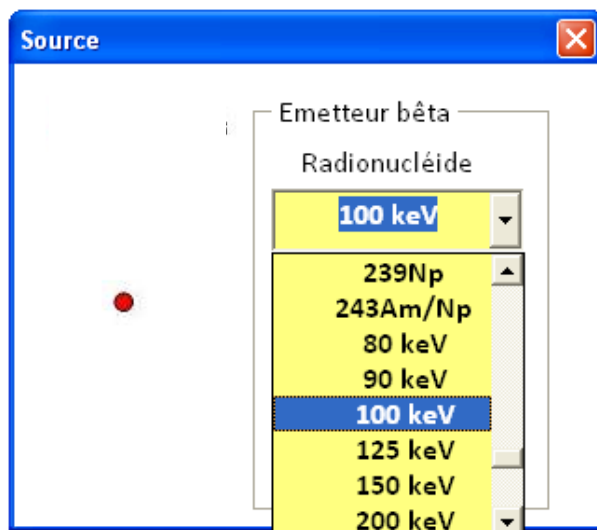 Source
Emetteur bêta
Radionucléide
100 keV
239Np
243Am/Np
80 keV
90 keV
100 keV
125 keV
150 keV
200 keV